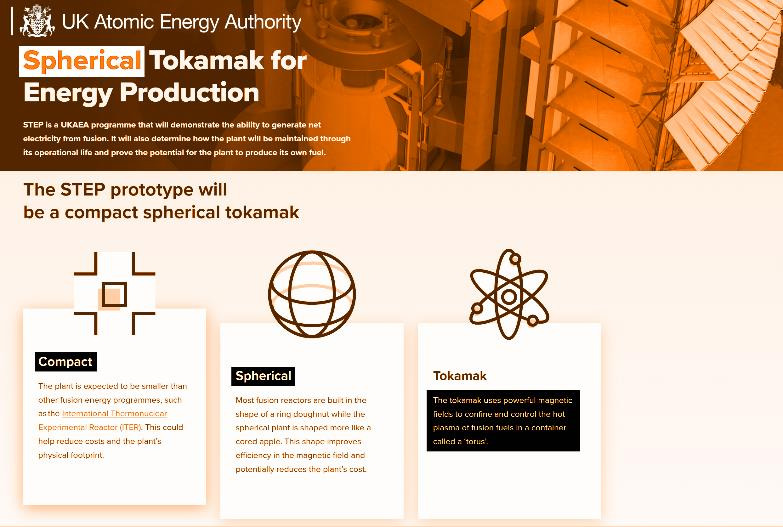 UK Atomic Energy Authority
Spherical Tokamak for
Energy Production
STEP is a UKAEA programme that will demonstrate the ability to generate net
electricity from fusion. It will also determine how the plant will be maintained through
its operational life and prove the potential for the plant to produce its own fuel.
The STEP prototype will
be a compact spherical tokamak
Compact
The plant is expected to be smaller than
other fusion energy programmes, such
as the International Thermonuclear
Experimental Reactor (ITER). This could
help reduce costs and the plant's
physical footprint.
Spherical
Most fusion reactors are built in the
shape of a ring doughnut while the
spherical plant is shaped more like a
cored apple. This shape improves
efficiency in the magnetic field and
potentially reduces the plant's cost.
Tokamak
The tokamak uses powerful magnetic
fields to confine and control the hot
plasma of fusion fuels in a container
called a 'torus'.